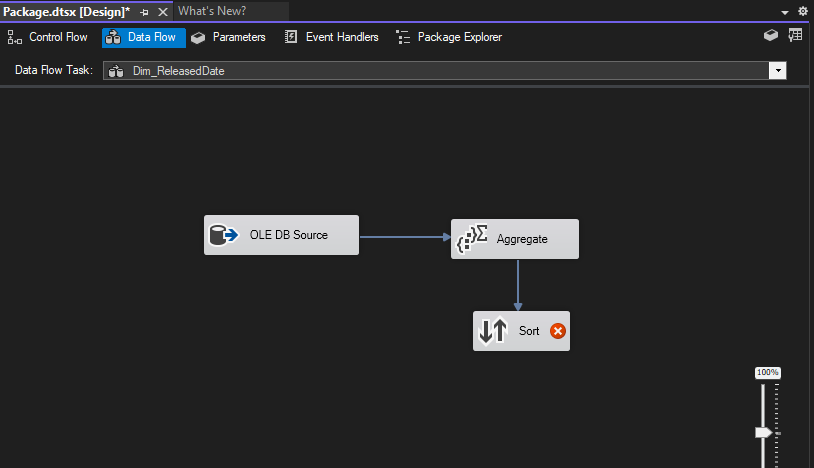 Package.dtsx [Design]* What's New?
Control Flow Data Flow Parameters Event Handlers Package Explorer
Data Flow Task: Dim_ReleasedDate
OLE DB Source
Aggregate
Sort
100%